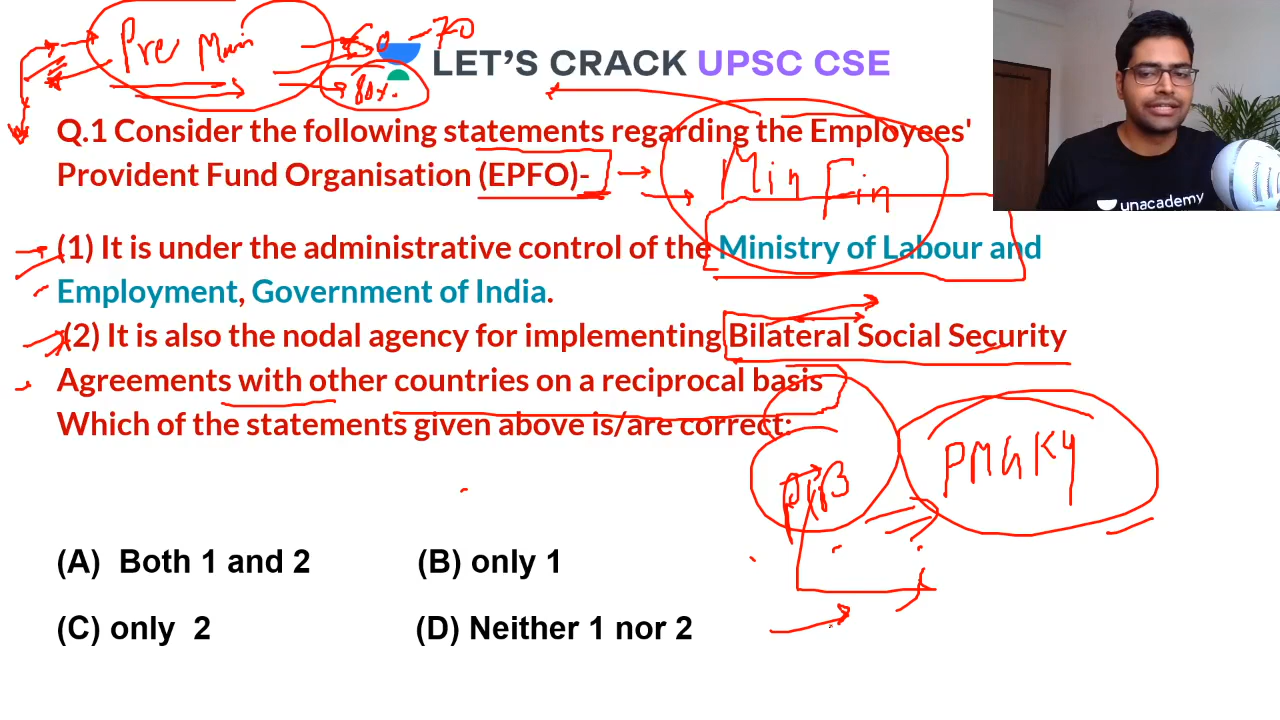 Pre Main
60 - 70
80%.
LET'S CRACK UPSC CSE
Q.1 Consider the following statements regarding the Employees'
Provident Fund Organisation (EPFO)-
Min Fin
(1) It is under the administrative control of the Ministry of Labour and
Employment, Government of India.
(2) It is also the nodal agency for implementing Bilateral Social Security
Agreements with other countries on a reciprocal basis
Which of the statements given above is/are correct:
PIB
PMGKY
(A) Both 1 and 2
(B) only 1
(C) only 2
(D) Neither 1 nor 2
unacademy